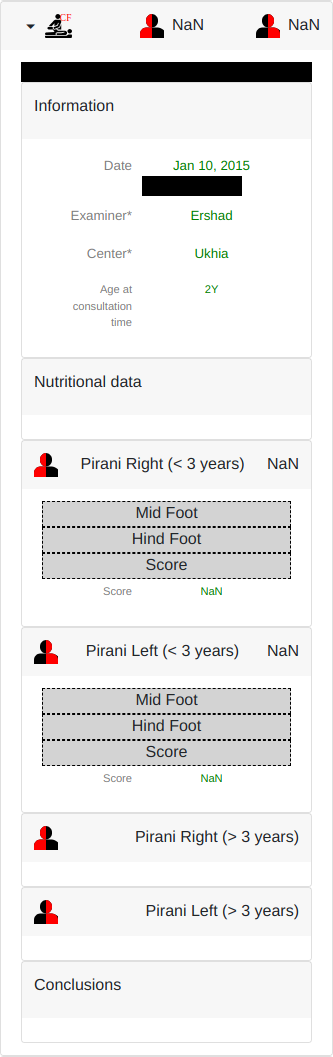 CF NaN NaN
Information
Date Jan 10, 2015
Examiner* Ershad
Center* Ukhia
Age at consultation time 2Y
Nutritional data
Pirani Right (< 3 years) NaN
Mid Foot
Hind Foot
Score
Score NaN
Pirani Left (< 3 years) NaN
Mid Foot
Hind Foot
Score
Score NaN
Pirani Right (> 3 years)
Pirani Left (> 3 years)
Conclusions